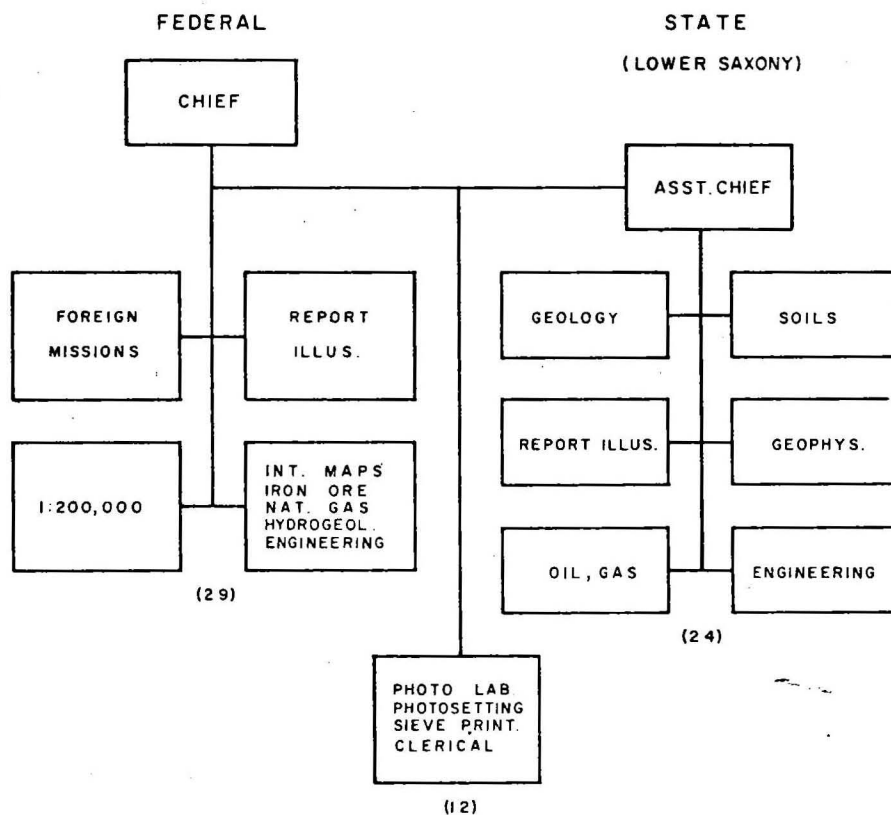 FEDERAL
STATE
(LOWER SAXONY)
CHIEF
ASST. CHIEF
FOREIGN
MISSIONS
REPORT
ILLUS.
GEOLOGY
SOILS
1:200,000
INT. MAPS
IRON ORE
NAT. GAS
HYDROGEOL.
ENGINEERING
REPORT ILLUS.
GEOPHYS.
OIL, GAS
ENGINEERING
(29)
(24)
PHOTO LAB
PHOTOSETTING
SIEVE PRINT.
CLERICAL
(12)